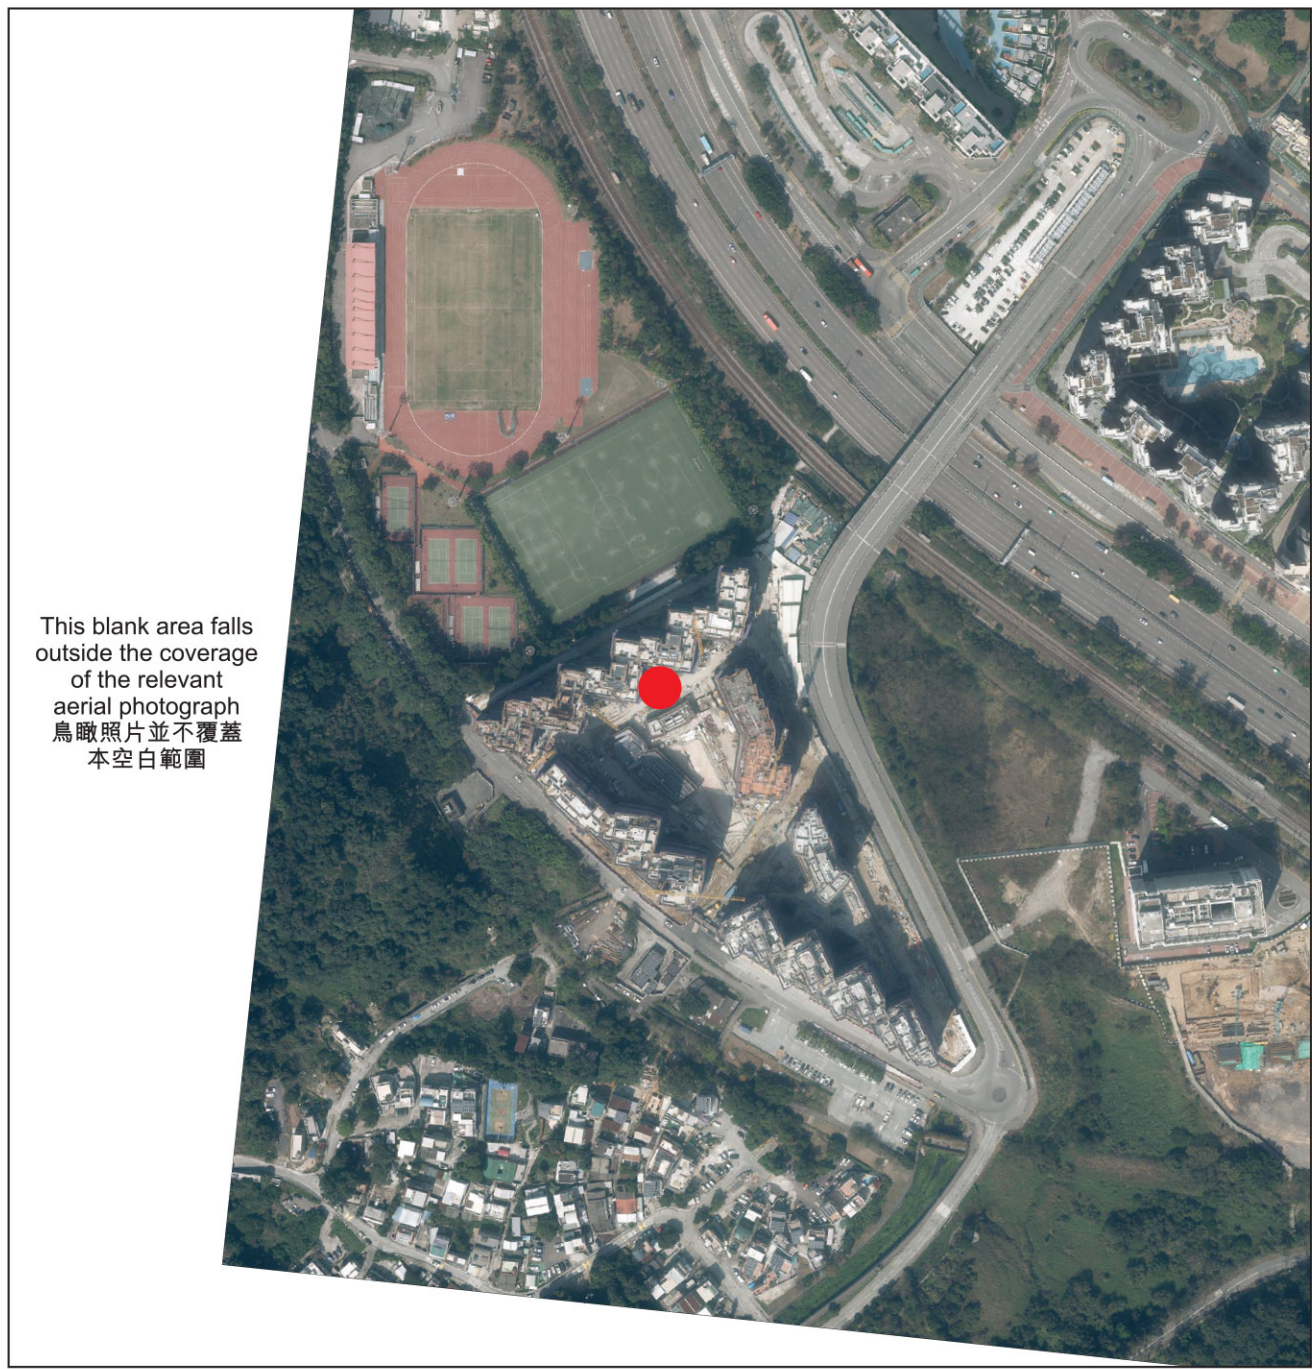 This blank area falls
outside the coverage
of the relevant
aerial photograph
鳥瞰照片並不覆蓋
本空白範圍